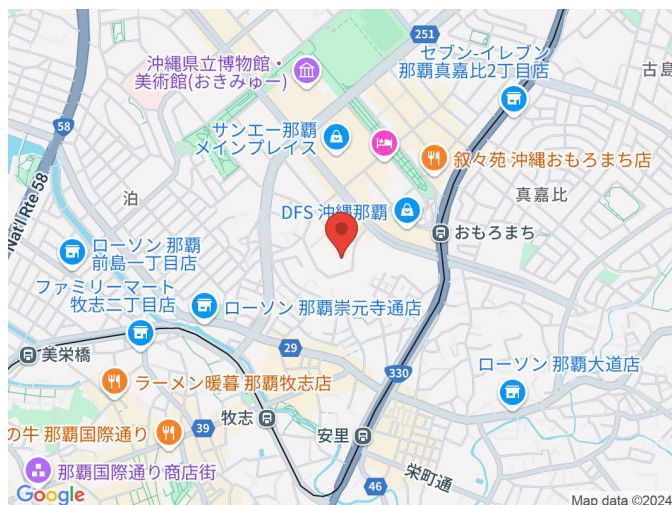 251
セブン-イレブン
那覇真嘉比2丁目店
古島
沖縄県立博物館・
美術館(おきみゅー)
58
サンエー那覇
メインプレイス
叙々苑 沖縄おもろまち店
泊
真嘉比
DFS 沖縄那覇
おもろまち
Nat'l Rte 58
ローソン 那覇
前島一丁目店
ファミリーマート
牧志二丁目店
ローソン 那覇崇元寺通店
美栄橋
29
330
ローソン 那覇大道店
ラーメン暖暮 那覇牧志店
牧志
の牛 那覇国際通り
39
安里
那覇国際通り商店街
栄町通
46
Google
Map data ©2024